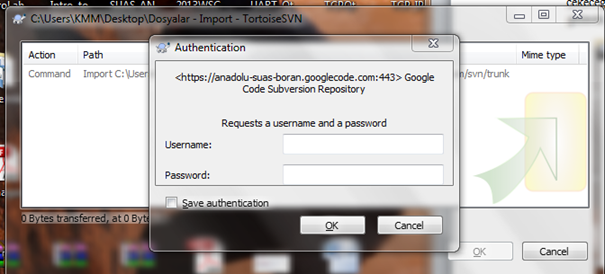 C:\Users\KMM\Desktop\Dosyalar - Import - TortoiseSVN
Action Path Mime type
Command Import C:\User
n/svn/trunk
Authentication
<https://anadolu-suas-boran.googlecode.com:443> Google
Code Subversion Repository
Requests a username and a password
Username:
Password:
Save authentication
OK Cancel
0 Bytes transferred, at 0 B
OK Cancel